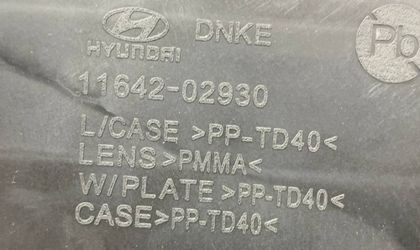 DNKE
HYUNDAI
Pb
11642-02930
L/CASE >PP-TD40<
LENS>PMMA<
W/PLATE >PP-TD40<
CASE>PP-TD40<